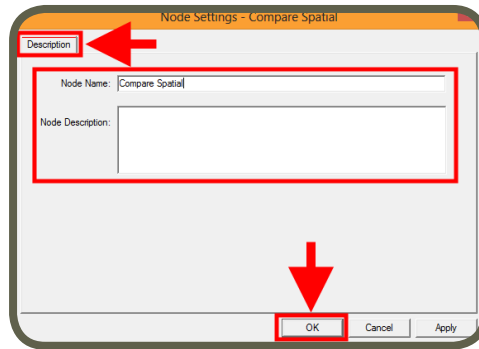 Node Settings - Compare Spatial
Description
Node Name: Compare Spatial
Node Description:
OK Cancel Apply